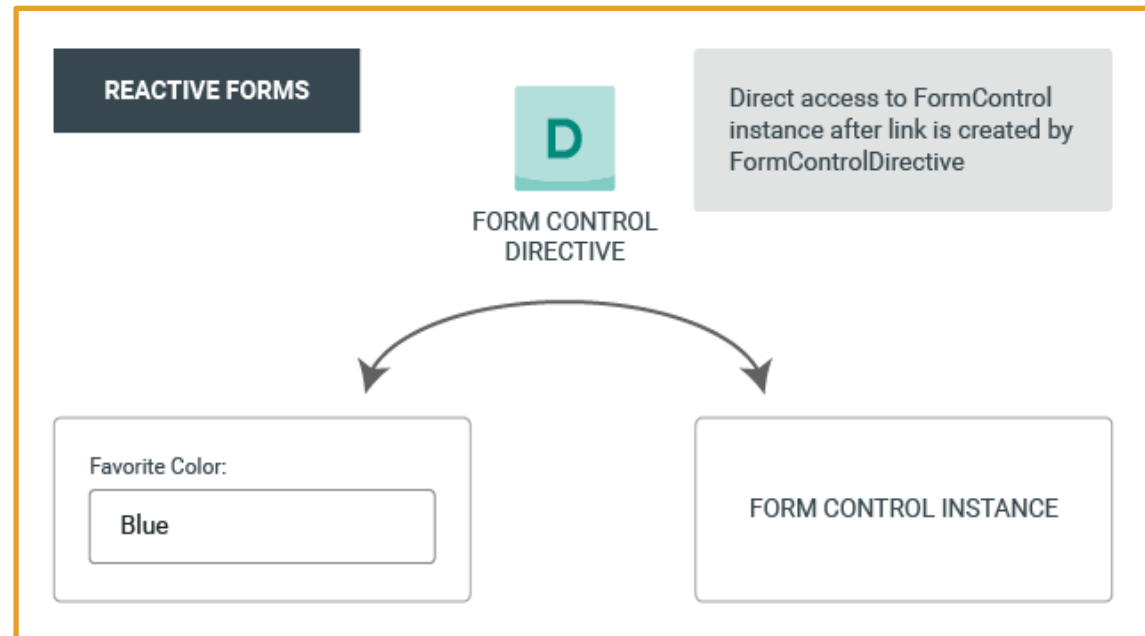 REACTIVE FORMS
D
FORM CONTROL
DIRECTIVE
Direct access to FormControl
instance after link is created by
FormControlDirective
Favorite Color:
Blue
FORM CONTROL INSTANCE